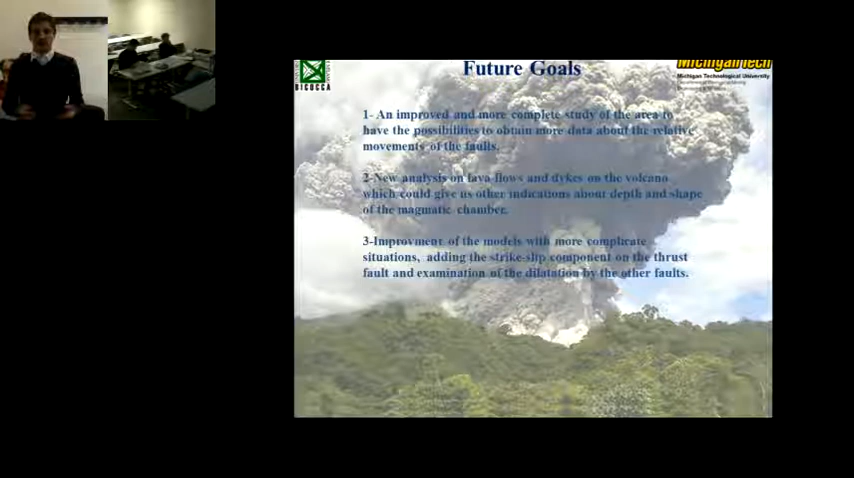 Future Goals
BICOCCA
MichiganTech
Michigan Technological University
1- An improved and more complete study of the area to
have the possibilities to obtain more data about the relative
movements of the faults.
2-New analysis on lava flows and dykes on the volcano
which could give us other indications about depth and shape
of the magmatic chamber.
3-Improvment of the models with more complicate
situations, adding the strike-slip component on the thrust
fault and examination of the dilatation by the other faults.